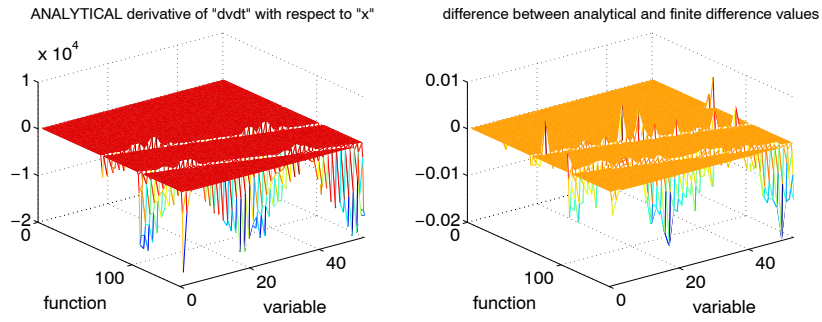 ANALYTICAL derivative of "dvdt" with respect to "x"
x 10^4
1
0
−1
−2
0
100
function
0
20
40
variable
difference between analytical and finite difference values
0.01
0
−0.01
−0.02
0
100
function
0
20
40
variable